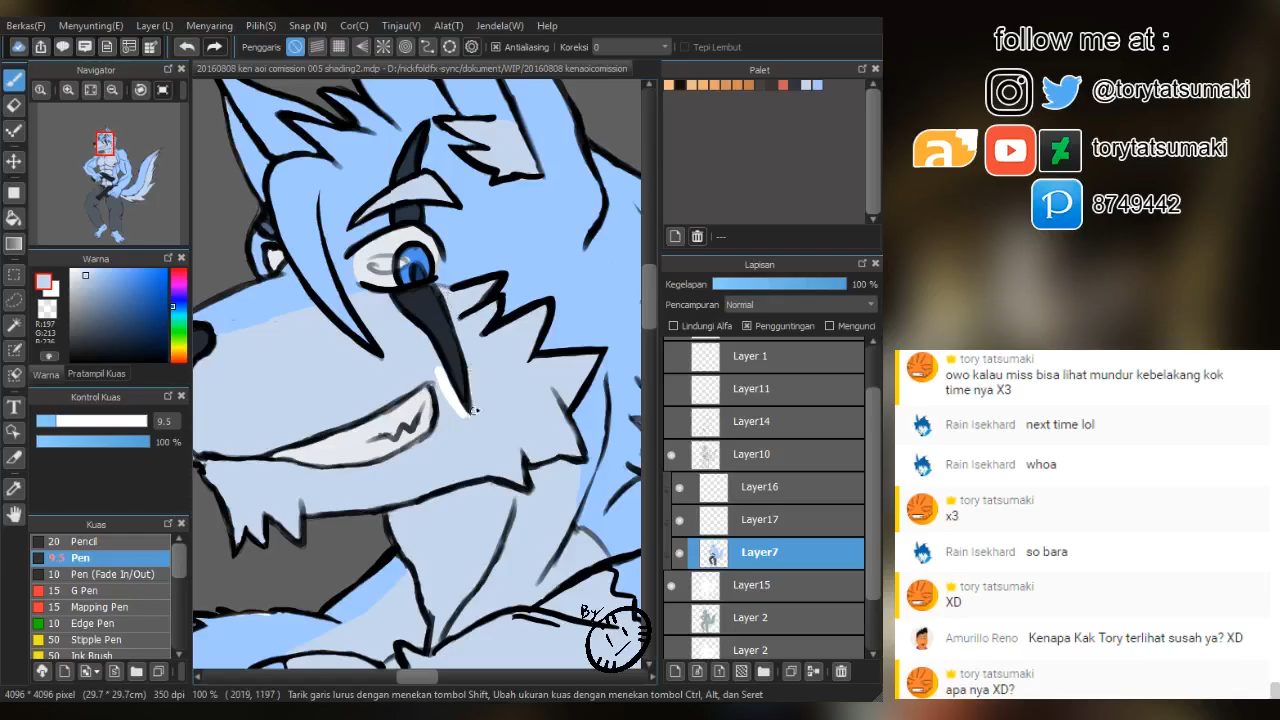 Berkas(F) Menyunting(E) Layer (L) Menyaring Pilih(S) Snap (N) Cor(C) Tinjau(V) Alat(T) Jendela(W) Help
Penggaris Antialiasing Koreksi 0 Tepi Lembut
Navigator
20160808 ken aoi comission 005 shading2.mdp - D:/nickfoldfx-sync/dokument/WIP/20160808 kenaoicomission
Palet
---
Warna
R:197
G:213
B:236
Warna Pratampil Kuas
Kontrol Kuas
9.5
100 %
Kuas
20 Pencil
9.5 Pen
10 Pen (Fade In/Out)
15 G Pen
15 Mapping Pen
10 Edge Pen
50 Stipple Pen
50 Ink Brush
Lapisan
Kegelapan 100 %
Pencampuran Normal
Lindungi Alfa Pengguntingan Mengunci
Layer 1
Layer11
Layer14
Layer10
Layer16
Layer17
Layer7
Layer15
Layer 2
Layer 2
By
4096 * 4096 pixel (29.7 * 29.7cm) 350 dpi 100 % ( 2019, 1197 ) Tarik garis lurus dengan menekan tombol Shift, Ubah ukuran kuas dengan menekan tombol Ctrl, Alt, dan Seret
follow me at :
@torytatsumaki
torytatsumaki
8749442
tory tatsumaki
owo kalau miss bisa lihat mundur kebelakang kok
time nya X3
Rain Isekhard next time lol
Rain Isekhard whoa
tory tatsumaki
x3
Rain Isekhard so bara
tory tatsumaki
XD
Amurillo Reno Kenapa Kak Tory terlihat susah ya? XD
tory tatsumaki
apa nya XD?